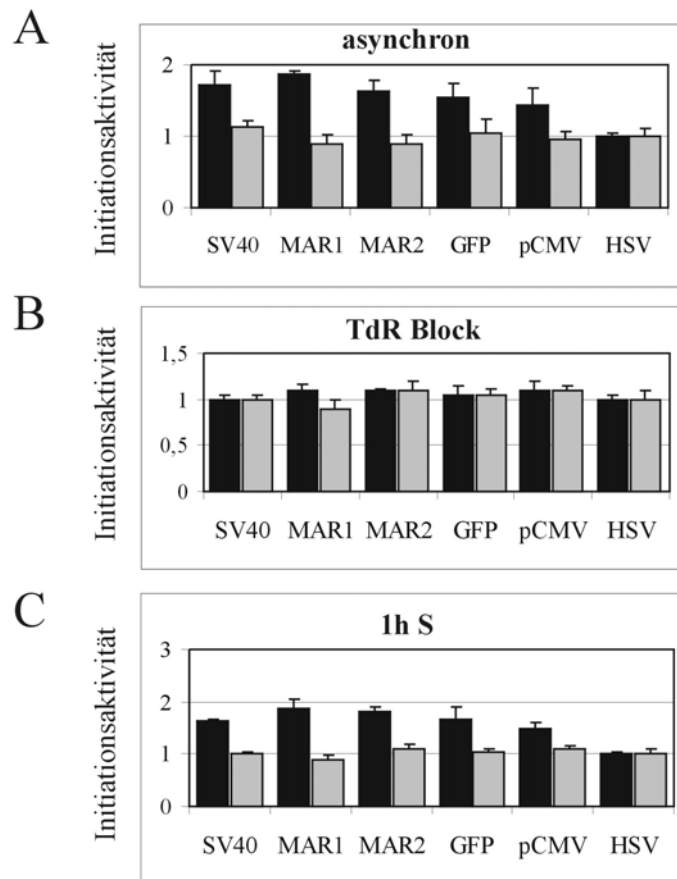 A
asynchron
Initiationsaktivität
2
1
0
SV40 MAR1 MAR2 GFP pCMV HSV
B
TdR Block
Initiationsaktivität
1,5
1
0,5
0
SV40 MAR1 MAR2 GFP pCMV HSV
C
1h S
Initiationsaktivität
3
2
1
0
SV40 MAR1 MAR2 GFP pCMV HSV